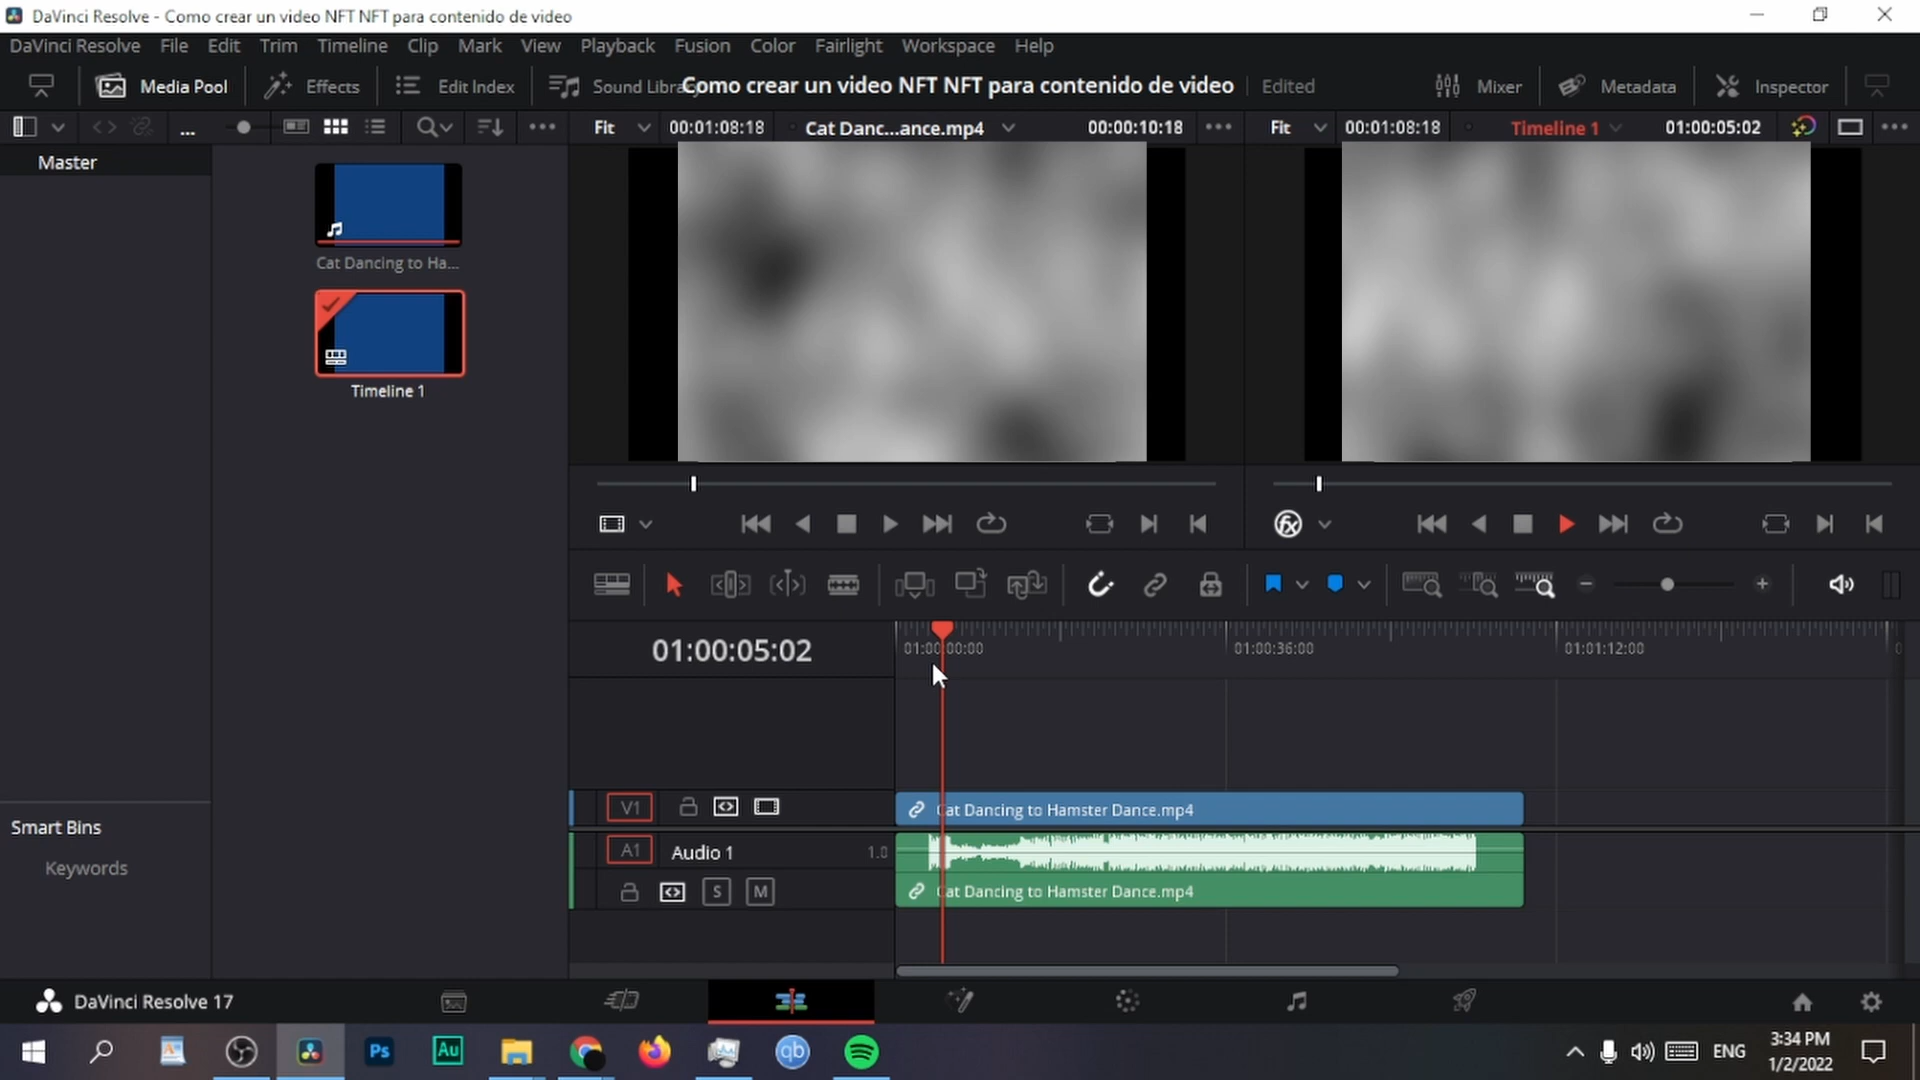 DaVinci Resolve - Como crear un video NFT NFT para contenido de video
DaVinci Resolve File Edit Trim Timeline Clip Mark View Playback Fusion Color Fairlight Workspace Help
Media Pool Effects Edit Index Sound Libra Como crear un video NFT NFT para contenido de video Edited Mixer Metadata Inspector
... Fit 00:01:08:18 Cat Danc...ance.mp4 00:00:10:18 Fit 00:01:08:18 Timeline 1 01:00:05:02
Master
Cat Dancing to Ha...
Timeline 1
fx
01:00:05:02
01:00:00:00 01:00:36:00 01:01:12:00 0
V1
Cat Dancing to Hamster Dance.mp4
A1 Audio 1 1.0
S M
Cat Dancing to Hamster Dance.mp4
Smart Bins
Keywords
DaVinci Resolve 17
Ps Au qb ENG
3:34 PM
1/2/2022